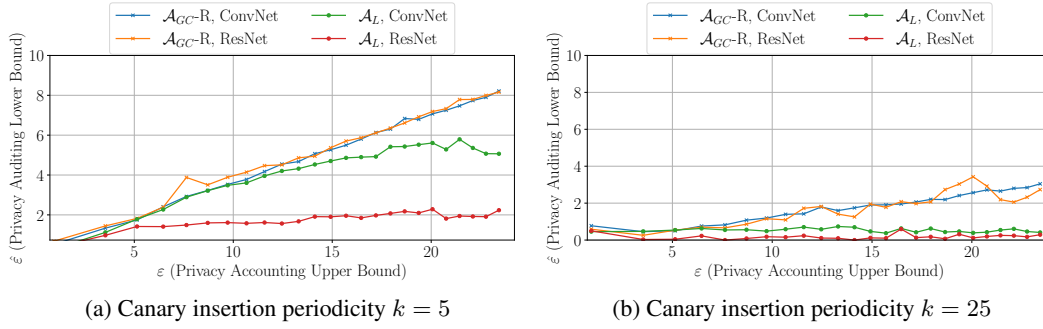 𝒜_GC-R, ConvNet
𝒜_GC-R, ResNet
𝒜_L, ConvNet
𝒜_L, ResNet
ε̂ (Privacy Auditing Lower Bound)
10
8
6
4
2
5 10 15 20
ε (Privacy Accounting Upper Bound)
(a) Canary insertion periodicity k = 5
𝒜_GC-R, ConvNet
𝒜_GC-R, ResNet
𝒜_L, ConvNet
𝒜_L, ResNet
ε̂ (Privacy Auditing Lower Bound)
10
8
6
4
2
0
5 10 15 20
ε (Privacy Accounting Upper Bound)
(b) Canary insertion periodicity k = 25